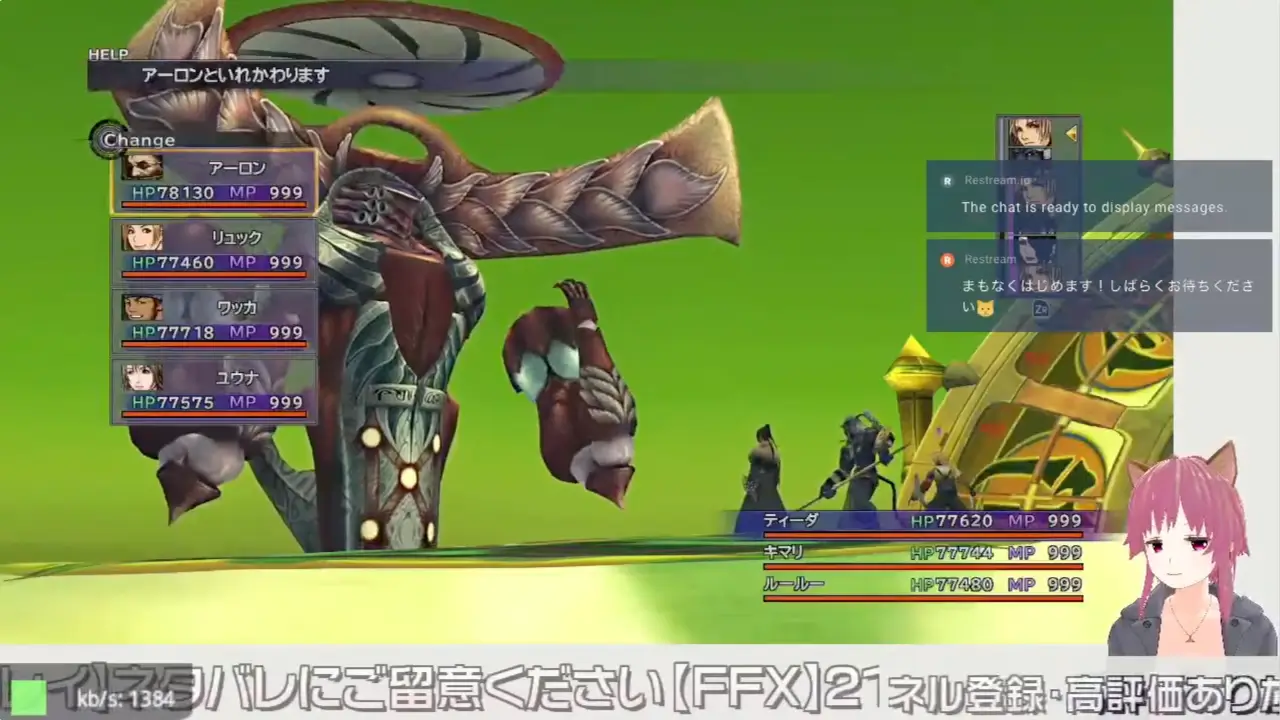 HELP
アーロンといれかわります
Change
アーロン
HP78130 MP 999
リュック
HP77460 MP 999
ワッカ
HP77718 MP 999
ユウナ
HP77575 MP 999
Restream.io
The chat is ready to display messages.
Restream
まもなくはじめます！しばらくお待ちくださ
い🐱
ZR
ティーダ HP77620 MP 999
キマリ HP77744 MP 999
ルールー HP77480 MP 999
レイ】ネタバレにご留意ください【FFX】21
ネル登録・高評価ありが
kb/s: 1384